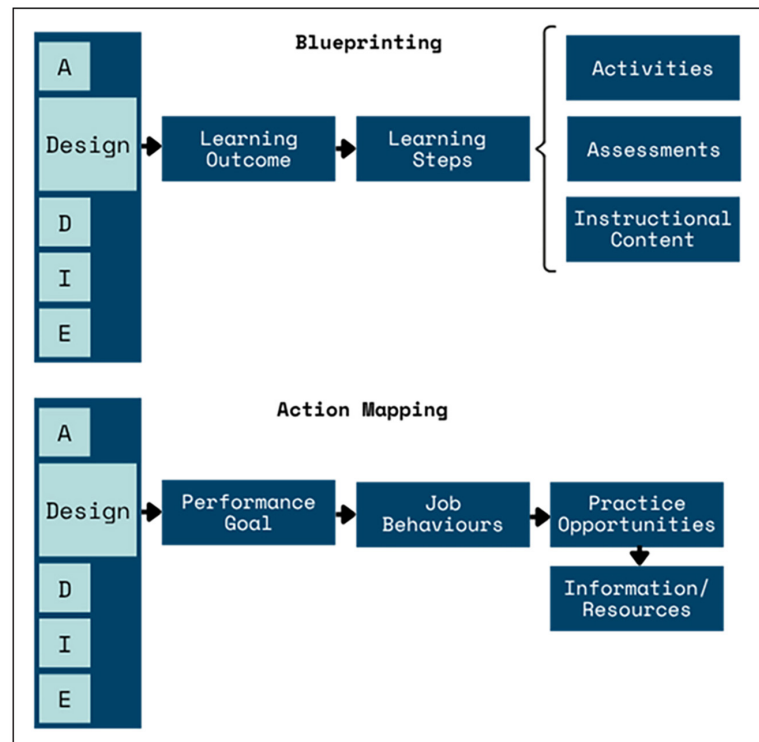 Blueprinting
A
Design
D
I
E
Learning
Outcome
Learning
Steps
Activities
Assessments
Instructional
Content
Action Mapping
A
Design
D
I
E
Performance
Goal
Job
Behaviours
Practice
Opportunities
Information/
Resources